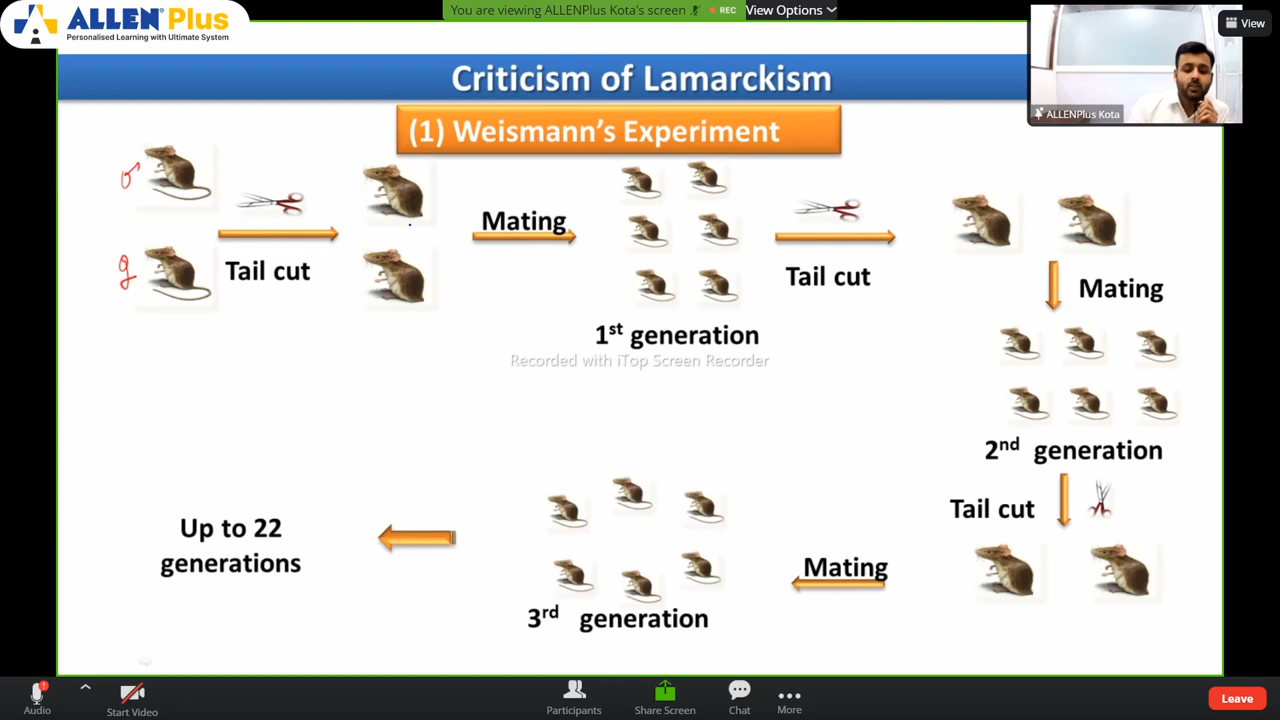 ALLEN Plus
Personalised Learning with Ultimate System
You are viewing ALLENPlus Kota's screen
REC
View Options
View
ALLENPlus Kota
Criticism of Lamarckism
(1) Weismann's Experiment
Tail cut
Mating
1st generation
Tail cut
Mating
Recorded with iTop Screen Recorder
2nd generation
Tail cut
Mating
3rd generation
Up to 22
generations
Audio
Start Video
Participants
Share Screen
Chat
More
Leave